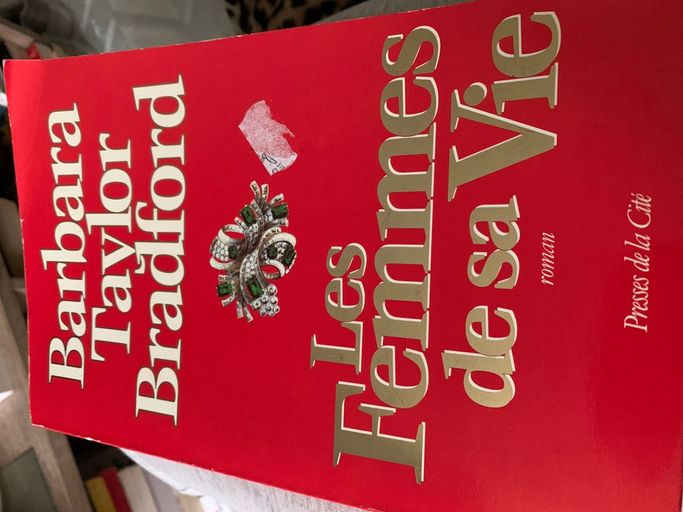 Barbara
Taylor
Bradford
Les
Femmes
de sa Vie
roman
Presses de la Cité